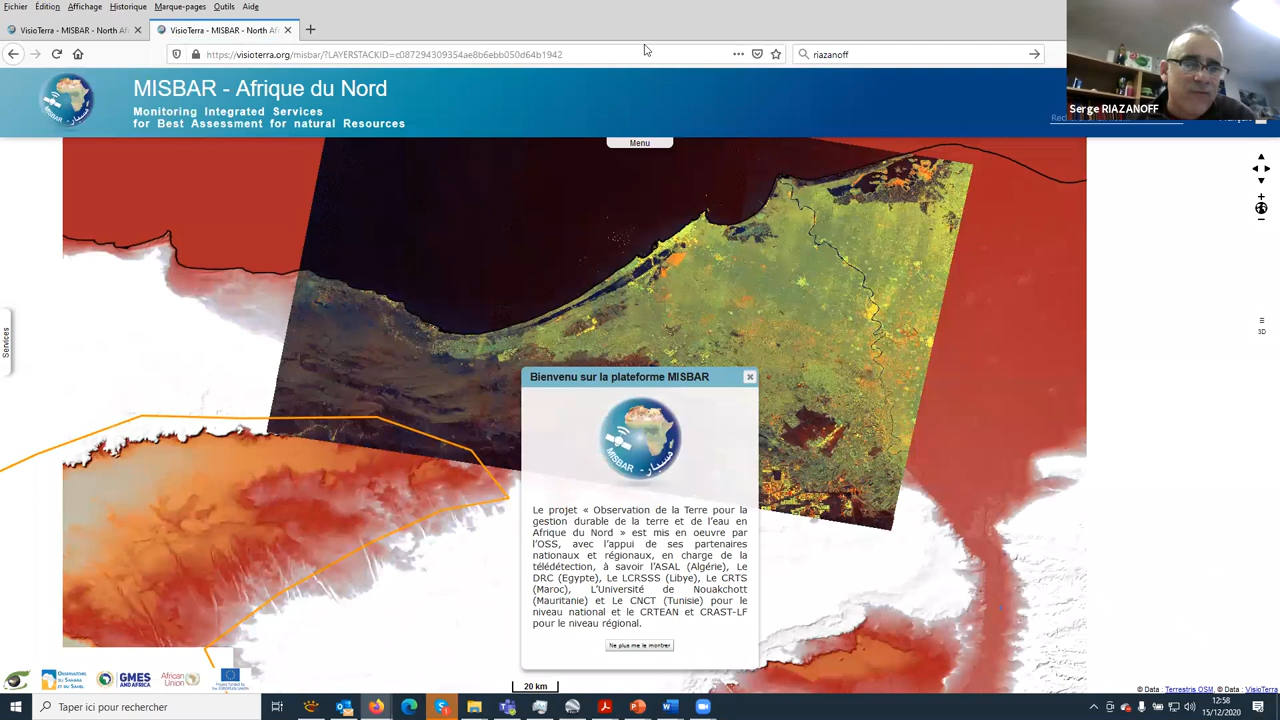 Fichier Édition Affichage Historique Marque-pages Outils Aide
VisioTerra - MISBAR - North Af
VisioTerra - MISBAR - North Af
https://visioterra.org/misbar/?LAYERSTACKID=c087294309354ae8b6ebb050d64b1942
riazanoff
Serge RIAZANOFF
MISBAR - Afrique du Nord
Monitoring Integrated Services
for Best Assessment for natural Resources
Menu
Services
3D
Bienvenu sur la plateforme MISBAR
MISBAR - مسبار
Le projet « Observation de la Terre pour la
gestion durable de la terre et de l'eau en
Afrique du Nord » est mis en oeuvre par
l'OSS, avec l'appui de ses partenaires
nationaux et régionaux, en charge de la
télédétection, à savoir l'ASAL (Algérie), Le
DRC (Egypte), Le LCRSSS (Libye), Le CRTS
(Maroc), L'Université de Nouakchott
(Mauritanie) et Le CNCT (Tunisie) pour le
niveau national et le CRTEAN et CRAST-LF
pour le niveau régional.
Ne plus me le montrer
GMES
AND AFRICA
African
Union
20 km
© Data : Terrestris OSM, © Data : VisioTerra
Taper ici pour rechercher
12:58
15/12/2020